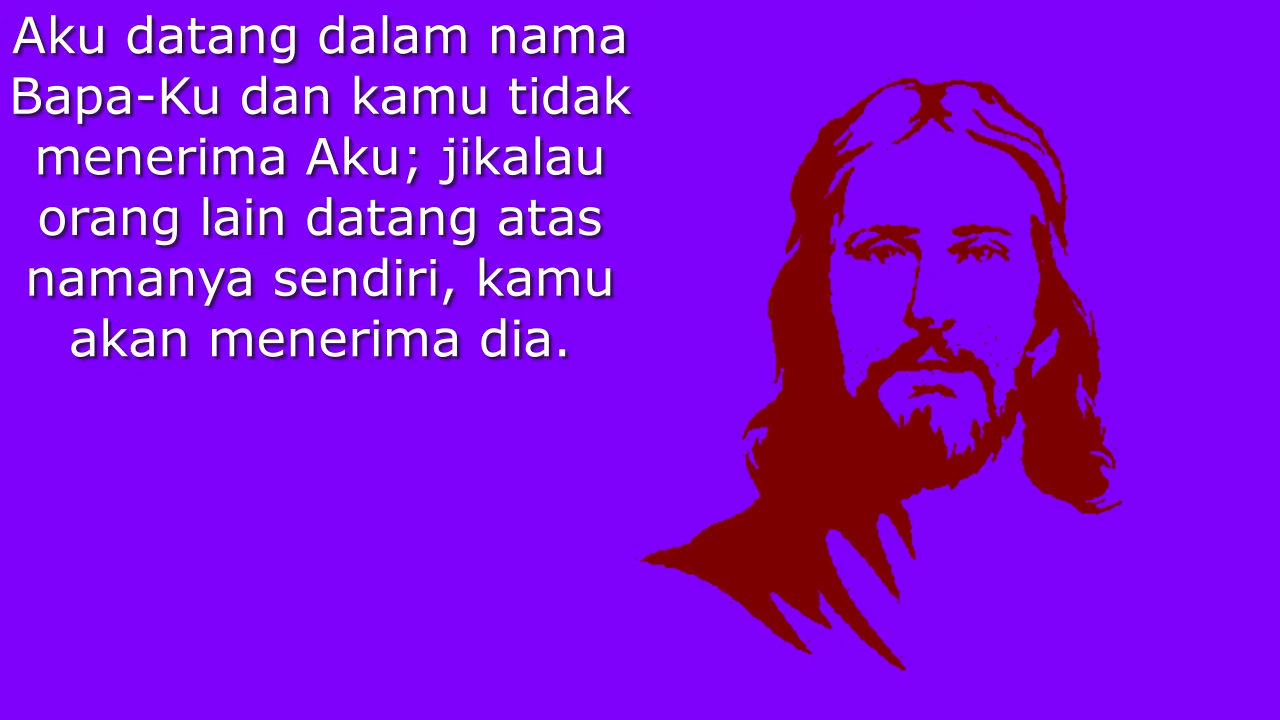 Aku datang dalam nama
Bapa-Ku dan kamu tidak
menerima Aku; jikalau
orang lain datang atas
namanya sendiri, kamu
akan menerima dia.